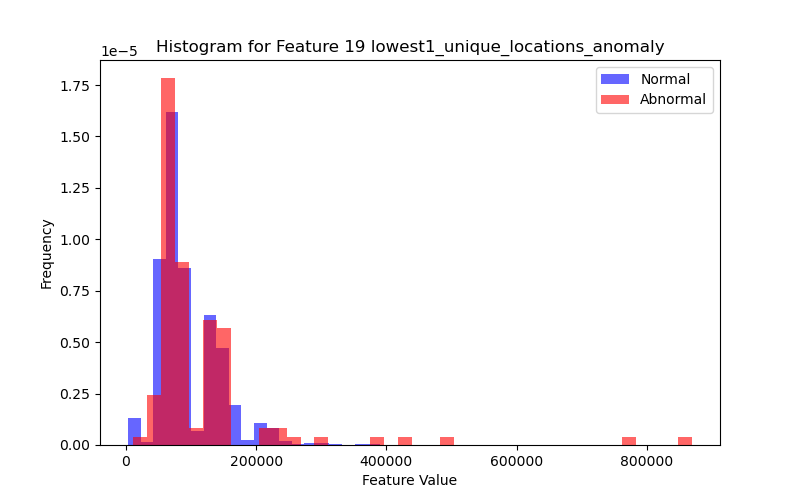 Histogram for Feature 19 lowest1_unique_locations_anomaly
1e−5
1.75
1.50
1.25
1.00
0.75
0.50
0.25
0.00
Frequency
Normal
Abnormal
0
200000
400000
600000
800000
Feature Value